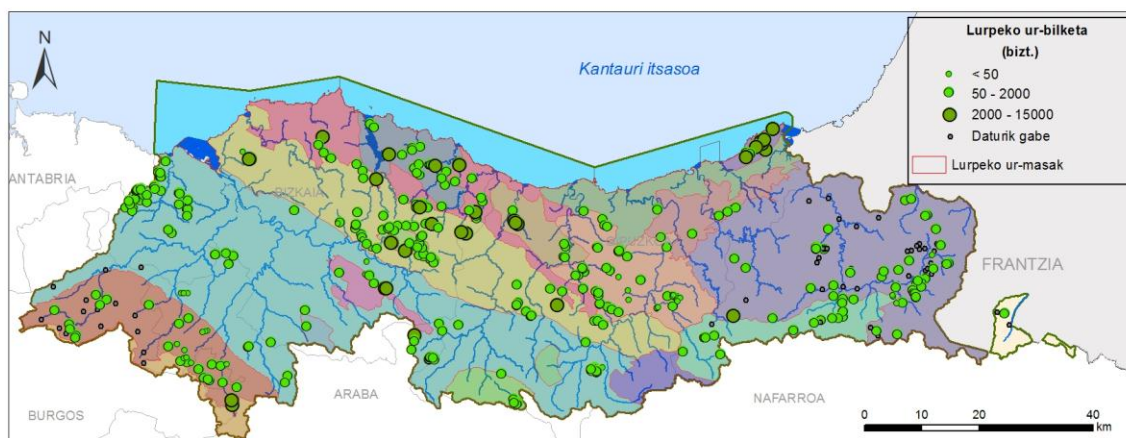 N
Kantauri itsasoa
Lurpeko ur-bilketa
(bizt.)
< 50
50 - 2000
2000 - 15000
Daturik gabe
Lurpeko ur-masak
ANTABRIA
BIZKAIA
FRANTZIA
ARABA
NAFARROA
BURGOS
0 10 20 30 40
km